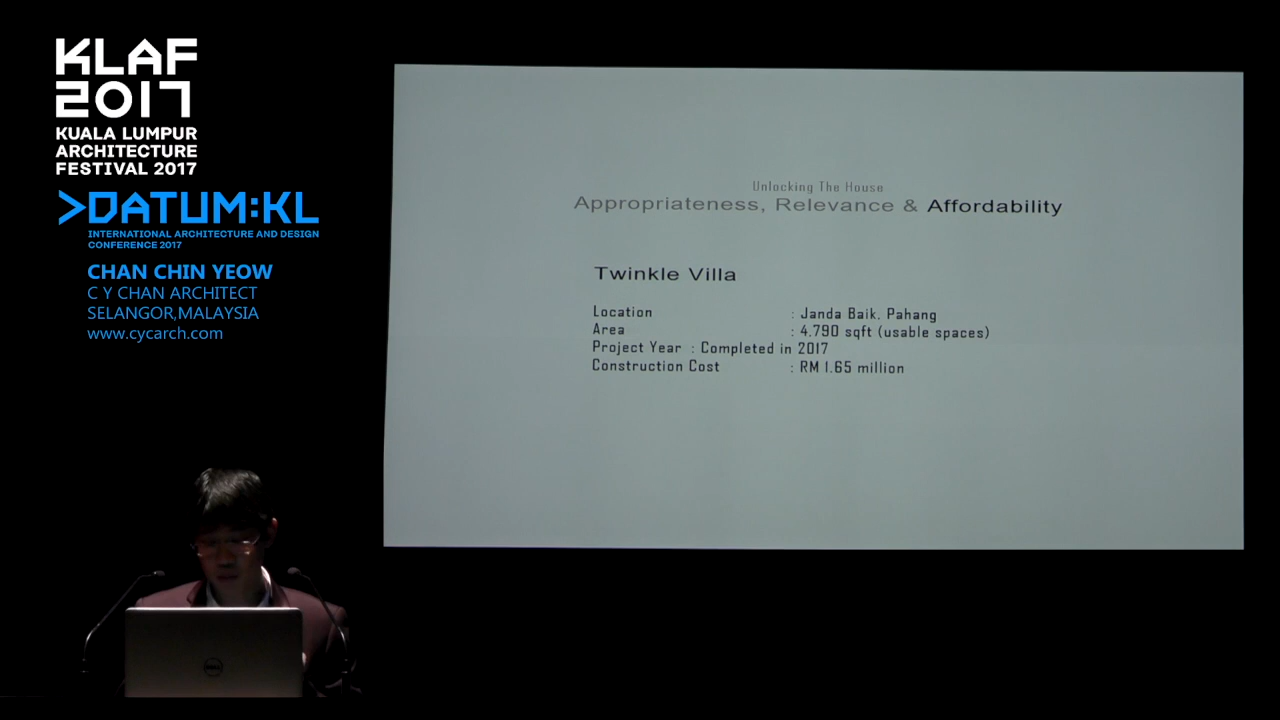 KLAF
2017
KUALA LUMPUR
ARCHITECTURE
FESTIVAL 2017
>DATUM:KL
INTERNATIONAL ARCHITECTURE AND DESIGN
CONFERENCE 2017
CHAN CHIN YEOW
C Y CHAN ARCHITECT
SELANGOR,MALAYSIA
www.cycarch.com
Unlocking The House
Appropriateness, Relevance & Affordability
Twinkle Villa
Location : Janda Baik, Pahang
Area : 4,790 sqft (usable spaces)
Project Year : Completed in 2017
Construction Cost : RM 1.65 million
DELL